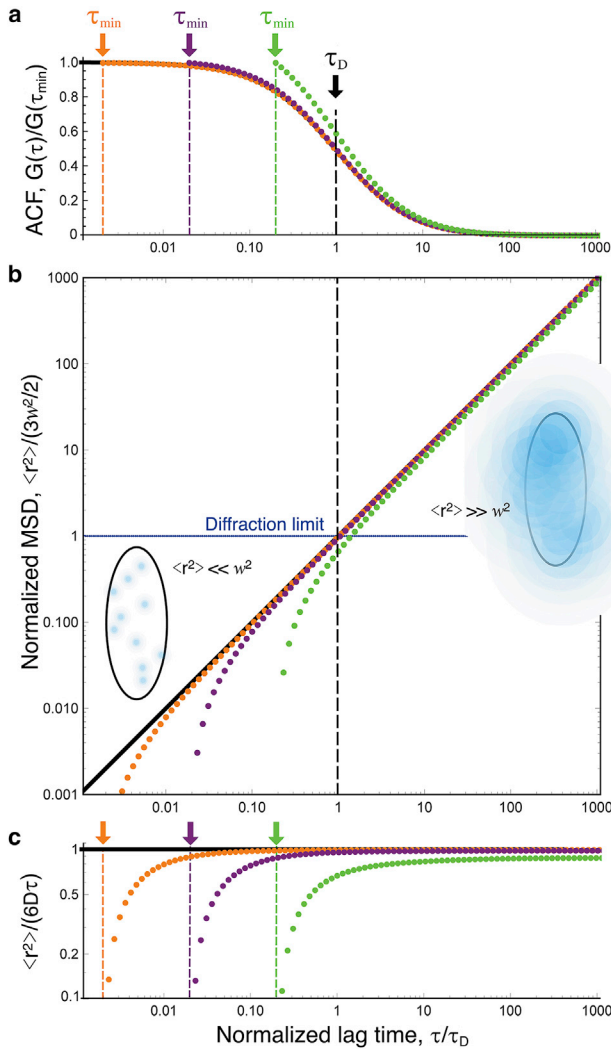 a
τmin τmin τmin
τD
ACF, G(τ)/G(τmin)
1.0
0.8
0.6
0.4
0.2
0
0.01 0.10 1 10 100 1000
b
Normalized MSD, <r²>/(3w²/2)
1000
100
10
1
0.100
0.010
0.001
<r²> >> w²
Diffraction limit
<r²> << w²
0.01 0.10 1 10 100 1000
c
<r²>/(6Dτ)
1
0.5
0.2
0.1
0.01 0.10 1 10 100 1000
Normalized lag time, τ/τD